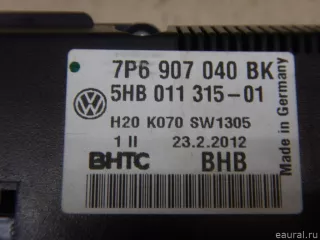 7P6 907 040 BK
5HB 011 315-01
H20 K070 SW1305
1 II 23.2.2012
BHTC BHB
Made in Germany
© eaural.ru